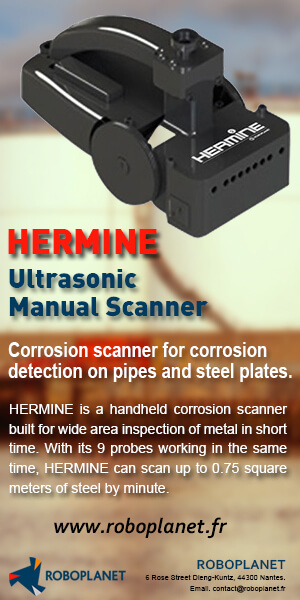 HERMINE
HERMINE
Ultrasonic
Manual Scanner
Corrosion scanner for corrosion
detection on pipes and steel plates.
HERMINE is a handheld corrosion scanner
built for wide area inspection of metal in short
time. With its 9 probes working in the same
time, HERMINE can scan up to 0.75 square
meters of steel by minute.
www.roboplanet.fr
ROBOPLANET
ROBOPLANET
6 Rose Street Dieng-Kuntz, 44300 Nantes.
Email. contact@roboplanet.fr